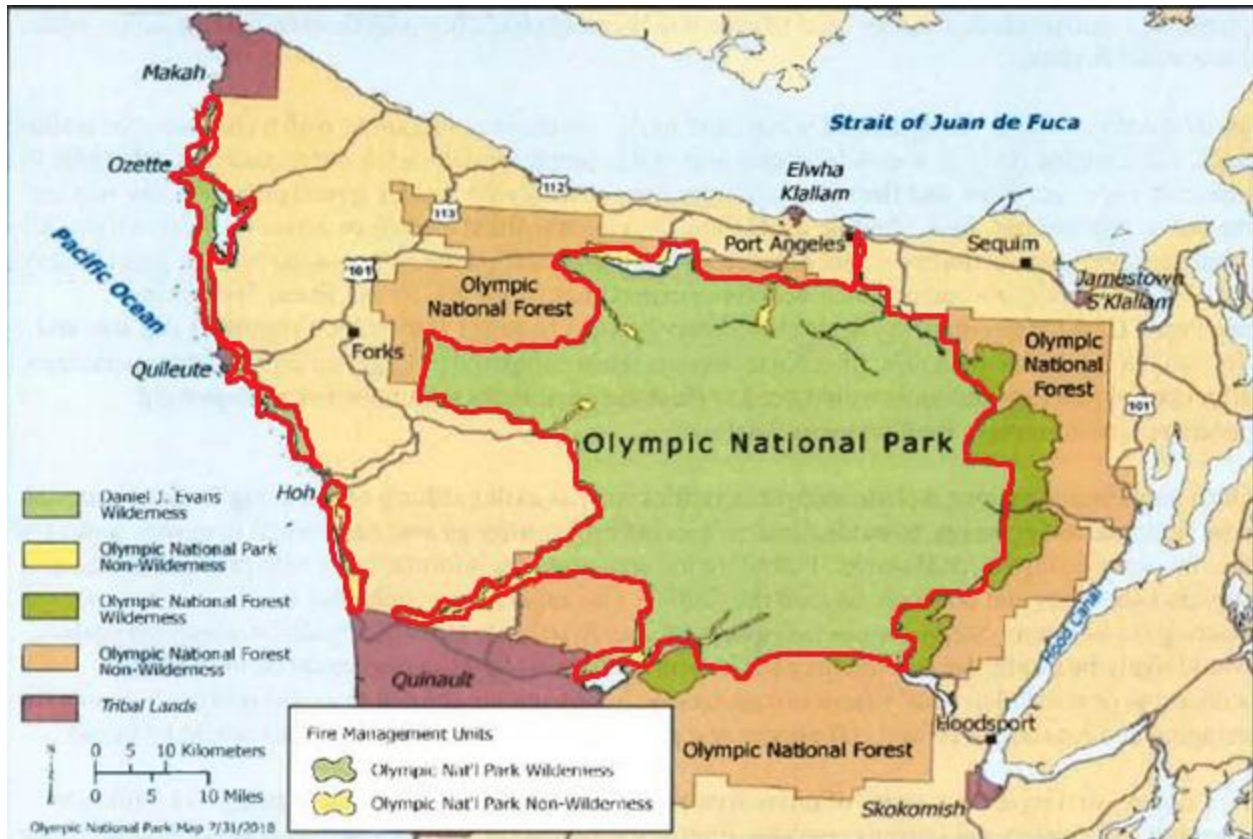 Makah
Strait of Juan de Fuca
Ozette
Elwha
Klallam
112
113
Port Angeles
Sequim
101
Pacific Ocean
Olympic
National Forest
Jamestown
S'Klallam
Forks
Olympic
National
Forest
Quileute
101
Olympic National Park
Hoh
Daniel J. Evans
Wilderness
Olympic National Park
Non-Wilderness
Olympic National Forest
Wilderness
Olympic National Forest
Non-Wilderness
Tribal Lands
Hood Canal
Quinault
Hoodsport
Fire Management Units
Olympic Nat'l Park Wilderness
Olympic Nat'l Park Non-Wilderness
Olympic National Forest
Skokomish
N
0 5 10 Kilometers
0 5 10 Miles
Olympic National Park Map 7/31/2018